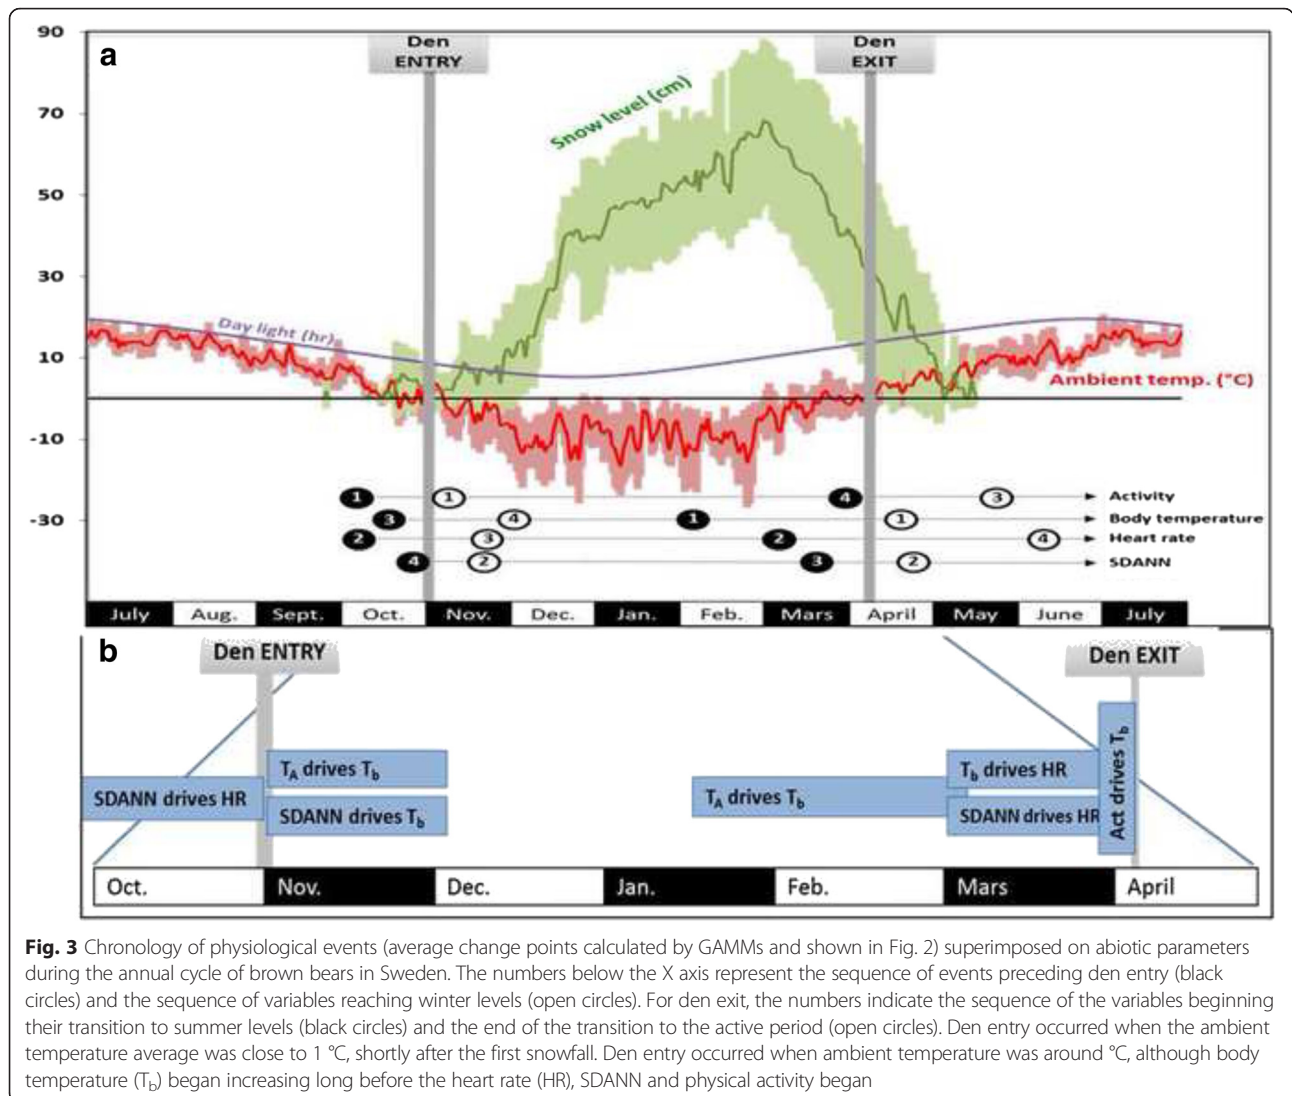 a
90
70
50
30
10
-10
-30
Den
ENTRY
Den
EXIT
Snow level (cm)
Day light (hr)
Ambient temp. (°C)
1 1 4 3 Activity
3 4 1 1 Body temperature
2 3 2 4 Heart rate
4 2 3 2 SDANN
July Aug. Sept. Oct. Nov. Dec. Jan. Feb. Mars April May June July
b
Den ENTRY
Den EXIT
SDANN drives HR
TA drives Tb
SDANN drives Tb
TA drives Tb
Tb drives HR
SDANN drives HR
Act drives Tb
Oct. Nov. Dec. Jan. Feb. Mars April
Fig. 3 Chronology of physiological events (average change points calculated by GAMMs and shown in Fig. 2) superimposed on abiotic parameters
during the annual cycle of brown bears in Sweden. The numbers below the X axis represent the sequence of events preceding den entry (black
circles) and the sequence of variables reaching winter levels (open circles). For den exit, the numbers indicate the sequence of the variables beginning
their transition to summer levels (black circles) and the end of the transition to the active period (open circles). Den entry occurred when the ambient
temperature average was close to 1 °C, shortly after the first snowfall. Den entry occurred when ambient temperature was around °C, although body
temperature (Tb) began increasing long before the heart rate (HR), SDANN and physical activity began